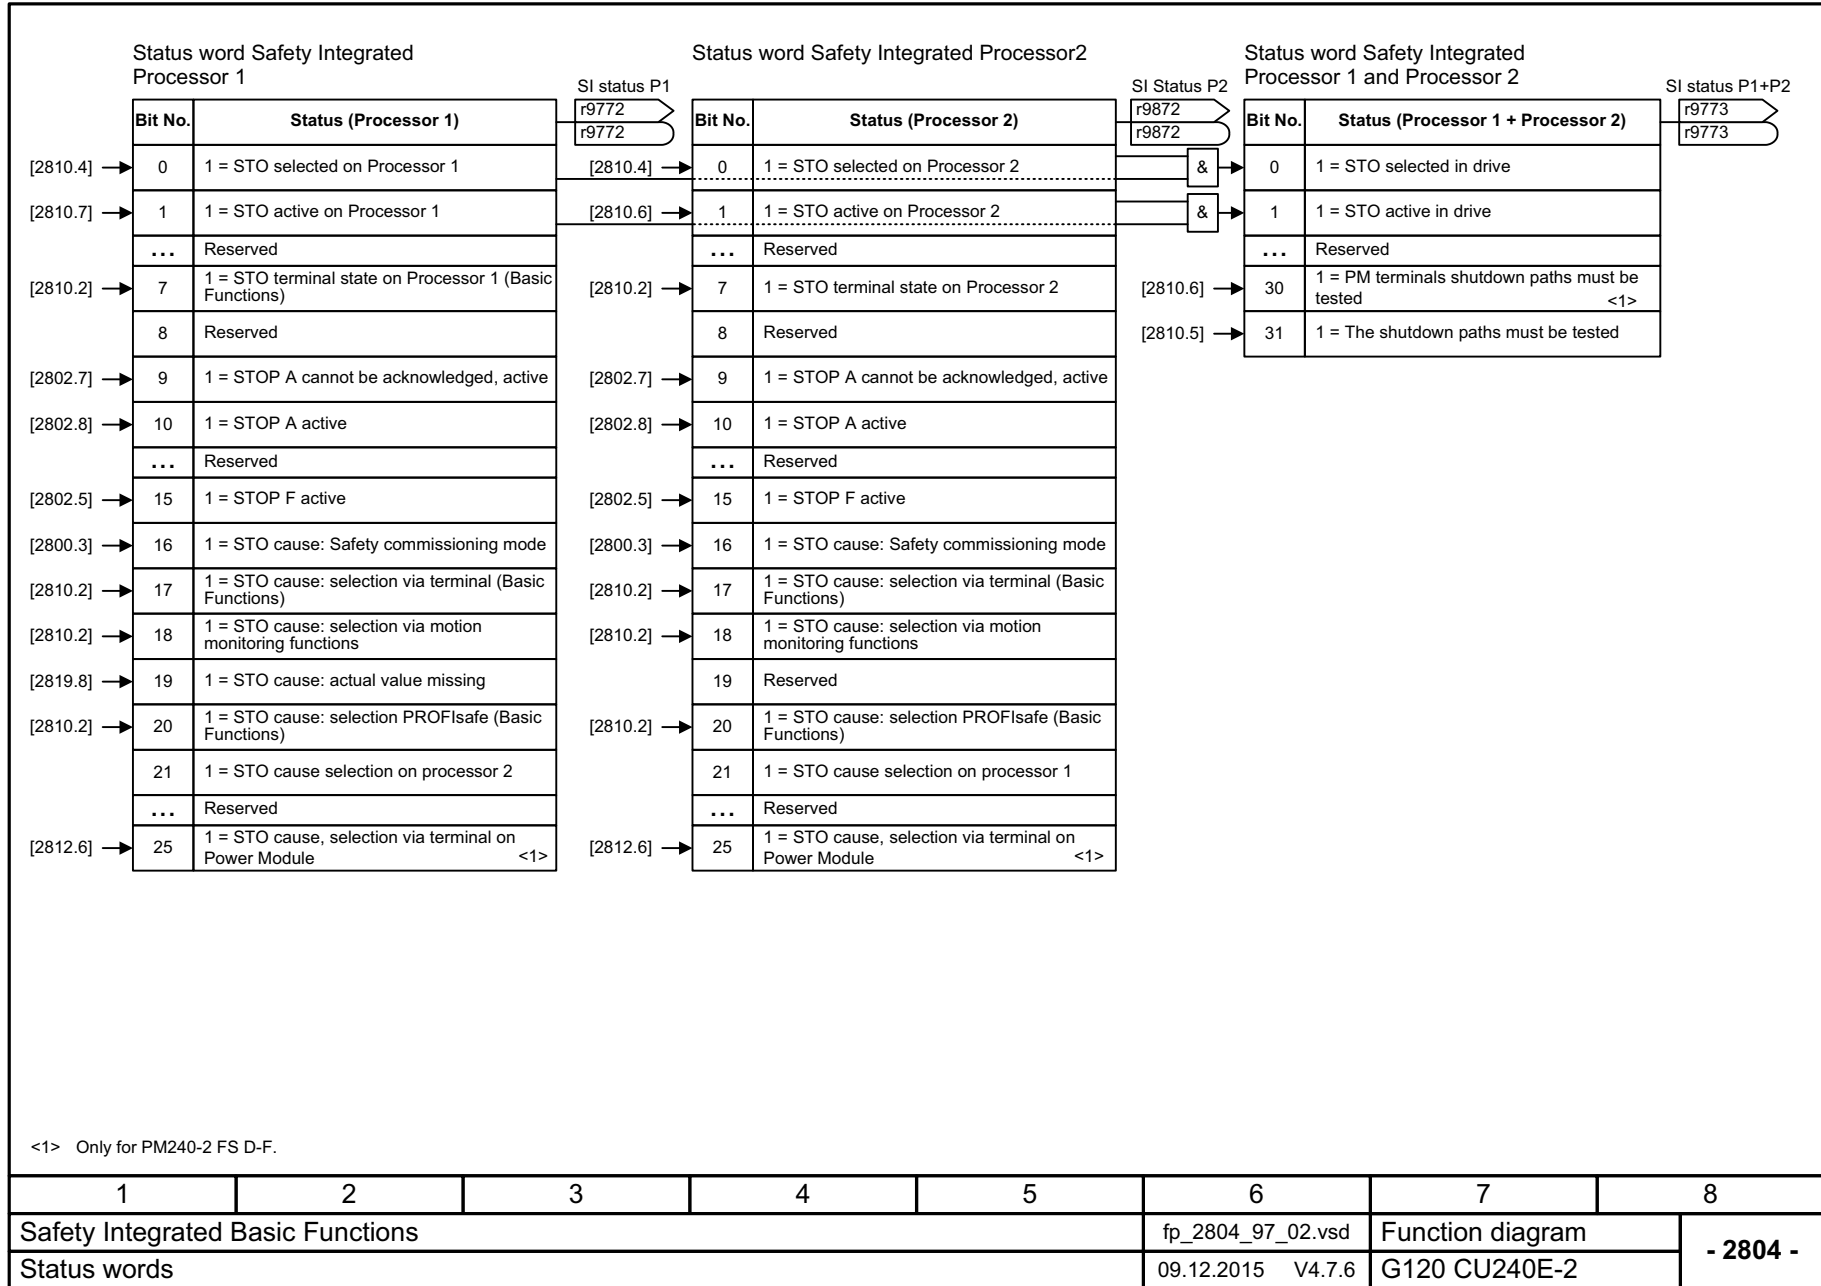 Status word Safety Integrated
Processor 1
SI status P1
r9772
r9772
Bit No. Status (Processor 1)
[2810.4] 0 1 = STO selected on Processor 1
[2810.7] 1 1 = STO active on Processor 1
... Reserved
[2810.2] 7 1 = STO terminal state on Processor 1 (Basic
Functions)
8 Reserved
[2802.7] 9 1 = STOP A cannot be acknowledged, active
[2802.8] 10 1 = STOP A active
... Reserved
[2802.5] 15 1 = STOP F active
[2800.3] 16 1 = STO cause: Safety commissioning mode
[2810.2] 17 1 = STO cause: selection via terminal (Basic
Functions)
[2810.2] 18 1 = STO cause: selection via motion
monitoring functions
[2819.8] 19 1 = STO cause: actual value missing
[2810.2] 20 1 = STO cause: selection PROFIsafe (Basic
Functions)
21 1 = STO cause selection on processor 2
... Reserved
[2812.6] 25 1 = STO cause, selection via terminal on
Power Module <1>
Status word Safety Integrated Processor2
SI Status P2
r9872
r9872
Bit No. Status (Processor 2)
[2810.4] 0 1 = STO selected on Processor 2
&
[2810.6] 1 1 = STO active on Processor 2
&
... Reserved
[2810.2] 7 1 = STO terminal state on Processor 2
8 Reserved
[2802.7] 9 1 = STOP A cannot be acknowledged, active
[2802.8] 10 1 = STOP A active
... Reserved
[2802.5] 15 1 = STOP F active
[2800.3] 16 1 = STO cause: Safety commissioning mode
[2810.2] 17 1 = STO cause: selection via terminal (Basic
Functions)
[2810.2] 18 1 = STO cause: selection via motion
monitoring functions
19 Reserved
[2810.2] 20 1 = STO cause: selection PROFIsafe (Basic
Functions)
21 1 = STO cause selection on processor 1
... Reserved
[2812.6] 25 1 = STO cause, selection via terminal on
Power Module <1>
Status word Safety Integrated
Processor 1 and Processor 2
SI status P1+P2
r9773
r9773
Bit No. Status (Processor 1 + Processor 2)
0 1 = STO selected in drive
1 1 = STO active in drive
... Reserved
[2810.6] 30 1 = PM terminals shutdown paths must be
tested <1>
[2810.5] 31 1 = The shutdown paths must be tested
<1> Only for PM240-2 FS D-F.
1 2 3 4 5 6 7 8
Safety Integrated Basic Functions fp_2804_97_02.vsd Function diagram - 2804 -
Status words 09.12.2015 V4.7.6 G120 CU240E-2